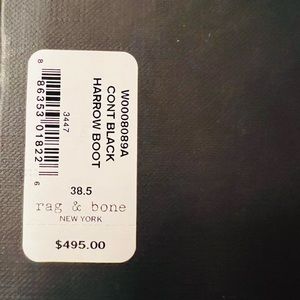 W0008089A
CONT BLACK
HARROW BOOT
3447
8 86353 01822 6
38.5
rag & bone
NEW YORK
$495.00